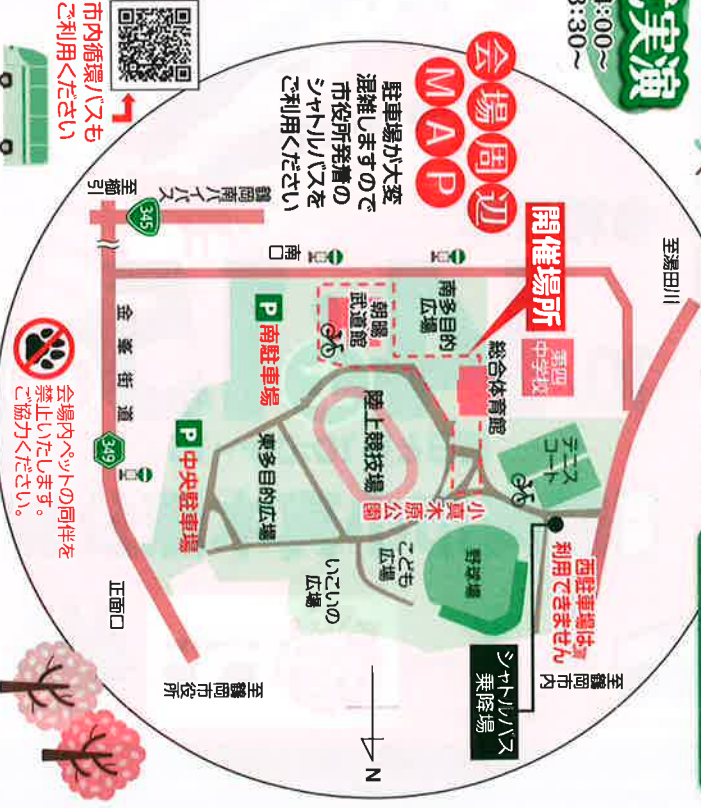 実演
:00~
:30~
会場周辺
MAP
駐車場が大変
混雑しますので
市役所発着の
シャトルバスを
ご利用ください
市内循環バスも
ご利用ください
至湯田川
開催場所
第四
中学校
総合体育館
テニス
コート
南多目的
広場
南口
朝暘
武道館
P 南駐車場
陸上競技場
小真木原
公園
東多目的広場
P 中央駐車場
野球場
こども
広場
いこいの
広場
西駐車場は
利用できません
至鶴岡市内
シャトルバス
乗降場
鶴岡南バイパス
345
至櫛引
金峯街道
349
正面口
至鶴岡市役所
会場内ペットの同伴を
禁止いたします。
ご協力ください。
N